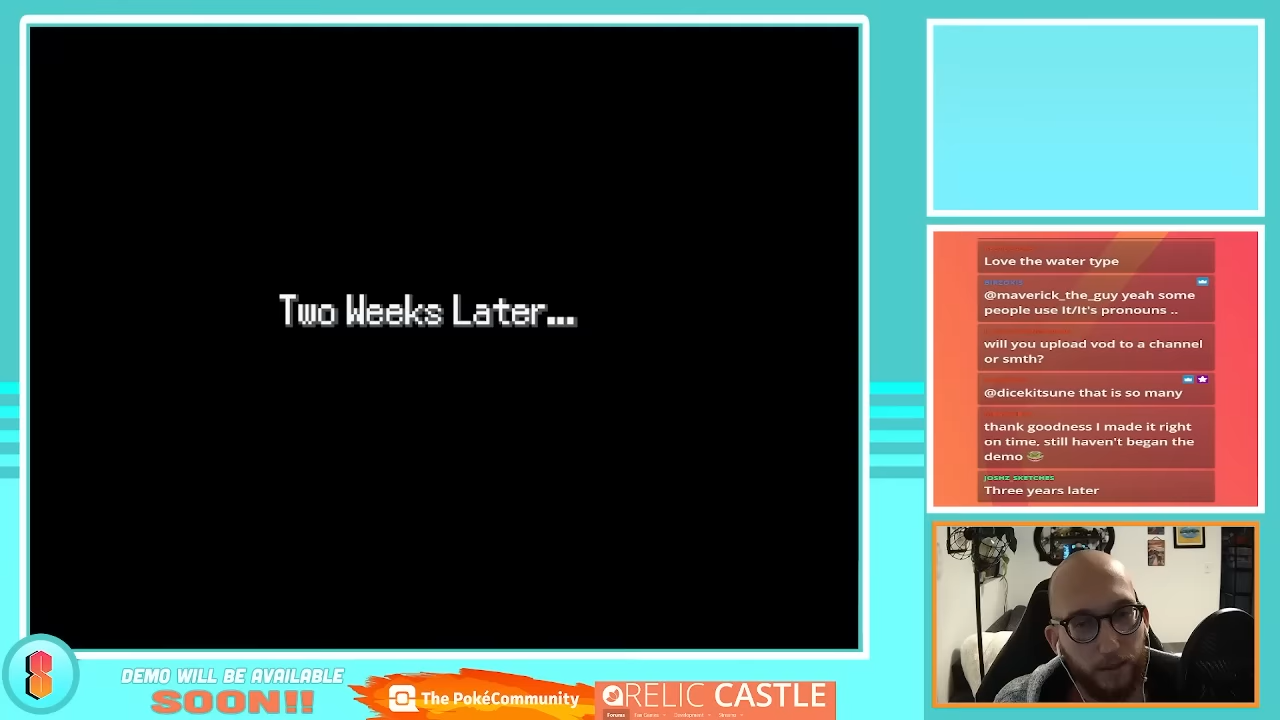 Two Weeks Later...
Love the water type
@maverick_the_guy yeah some
people use It/It's pronouns ..
will you upload vod to a channel
or smth?
@dicekitsune that is so many
thank goodness I made it right
on time, still haven't began the
demo
JOSHZ_SKETCHES
Three years later
DEMO WILL BE AVAILABLE
SOON!!
The PokéCommunity
RELIC CASTLE
Forums